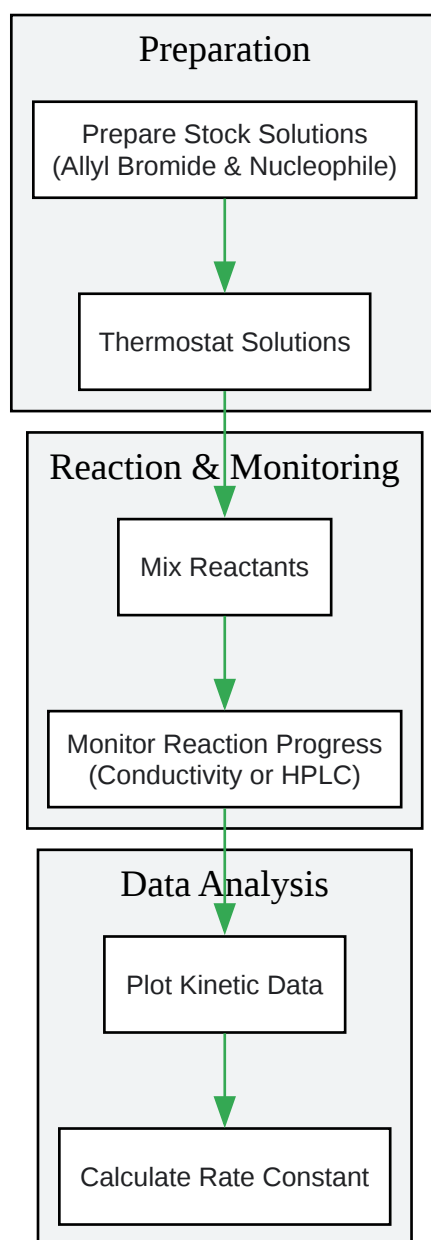 Preparation
Prepare Stock Solutions
(Allyl Bromide & Nucleophile)
Thermostat Solutions
Reaction & Monitoring
Mix Reactants
Monitor Reaction Progress
(Conductivity or HPLC)
Data Analysis
Plot Kinetic Data
Calculate Rate Constant